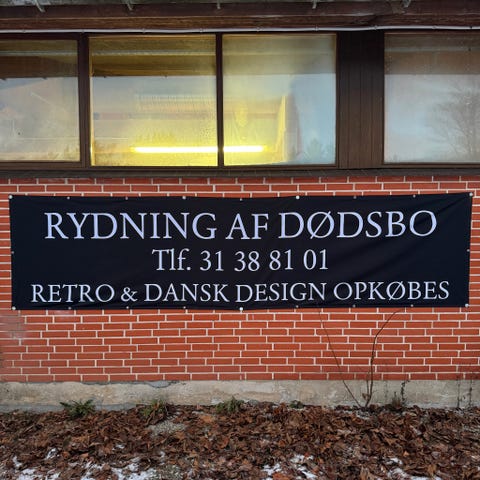 RYDNING AF DØDSBO
Tlf. 31 38 81 01
RETRO & DANSK DESIGN OPKØBES